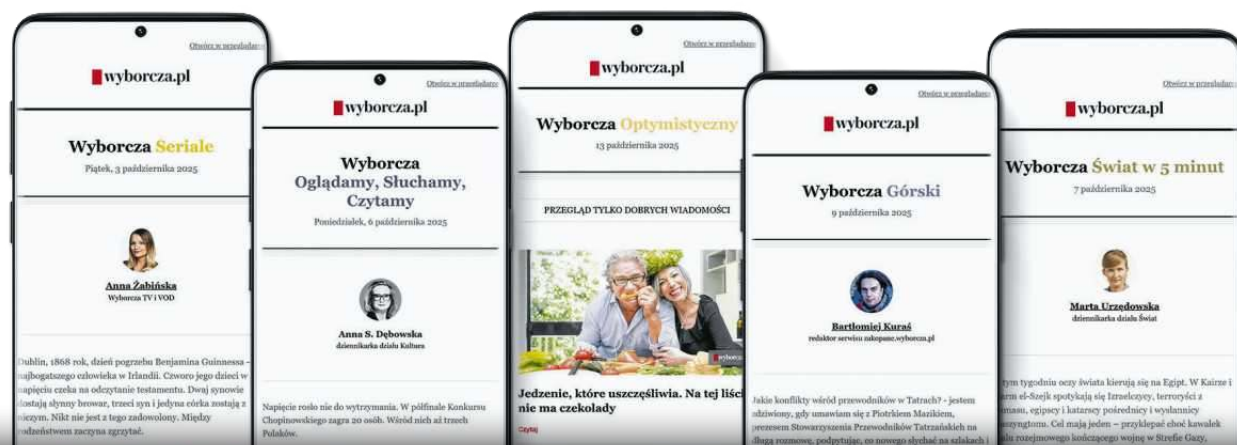 Otwórz w przeglądarce
wyborcza.pl
Wyborcza Seriale
Piątek, 3 października 2025
Anna Żabińska
Wyborcza TV i VOD
Dublin, 1868 rok, dzień pogrzebu Benjamina Guinnessa –
najbogatszego człowieka w Irlandii. Czworo jego dzieci w
napięciu czeka na odczytanie testamentu. Dwaj synowie
dostają słynny browar, trzeci syn i jedyna córka zostają z
niczym. Nikt nie jest z tego zadowolony. Między
rodzeństwem zaczyna zgrzytać.
Otwórz w przeglądarce
wyborcza.pl
Wyborcza
Oglądamy, Słuchamy,
Czytamy
Poniedziałek, 6 października 2025
Anna S. Dębowska
dziennikarka działu Kultura
Napięcie rosło nie do wytrzymania. W półfinale Konkursu
Chopinowskiego zagra 20 osób. Wśród nich aż trzech
Polaków.
Otwórz w przeglądarce
wyborcza.pl
Wyborcza Optymistyczny
13 października 2025
PRZEGLĄD TYLKO DOBRYCH WIADOMOŚCI
wyborcza
Jedzenie, które uszczęśliwia. Na tej liści
nie ma czekolady
Czytaj
Otwórz w przeglądarce
wyborcza.pl
Wyborcza Górski
9 października 2025
Bartłomiej Kuraś
redaktor serwisu zakopane.wyborcza.pl
Jakie konflikty wśród przewodników w Tatrach? - jestem
zdziwiony, gdy umawiam się z Piotrkiem Mazikiem,
prezesem Stowarzyszenia Przewodników Tatrzańskich na
długą rozmowę, podpytując, co nowego słychać na szlakach i
Otwórz w przeglądarce
wyborcza.pl
Wyborcza Świat w 5 minut
7 października 2025
Marta Urzędowska
dziennikarka działu Świat
tym tygodniu oczy świata kierują się na Egipt. W Kairze i
arm el-Szejk spotykają się Izraelczycy, terroryści z
amasu, egipscy i katarscy pośrednicy i wysłannicy
aszyngtonu. Cel mają jeden – przyklepać choć kawałek
ala rozejmowego kończącego wojnę w Strefie Gazy.